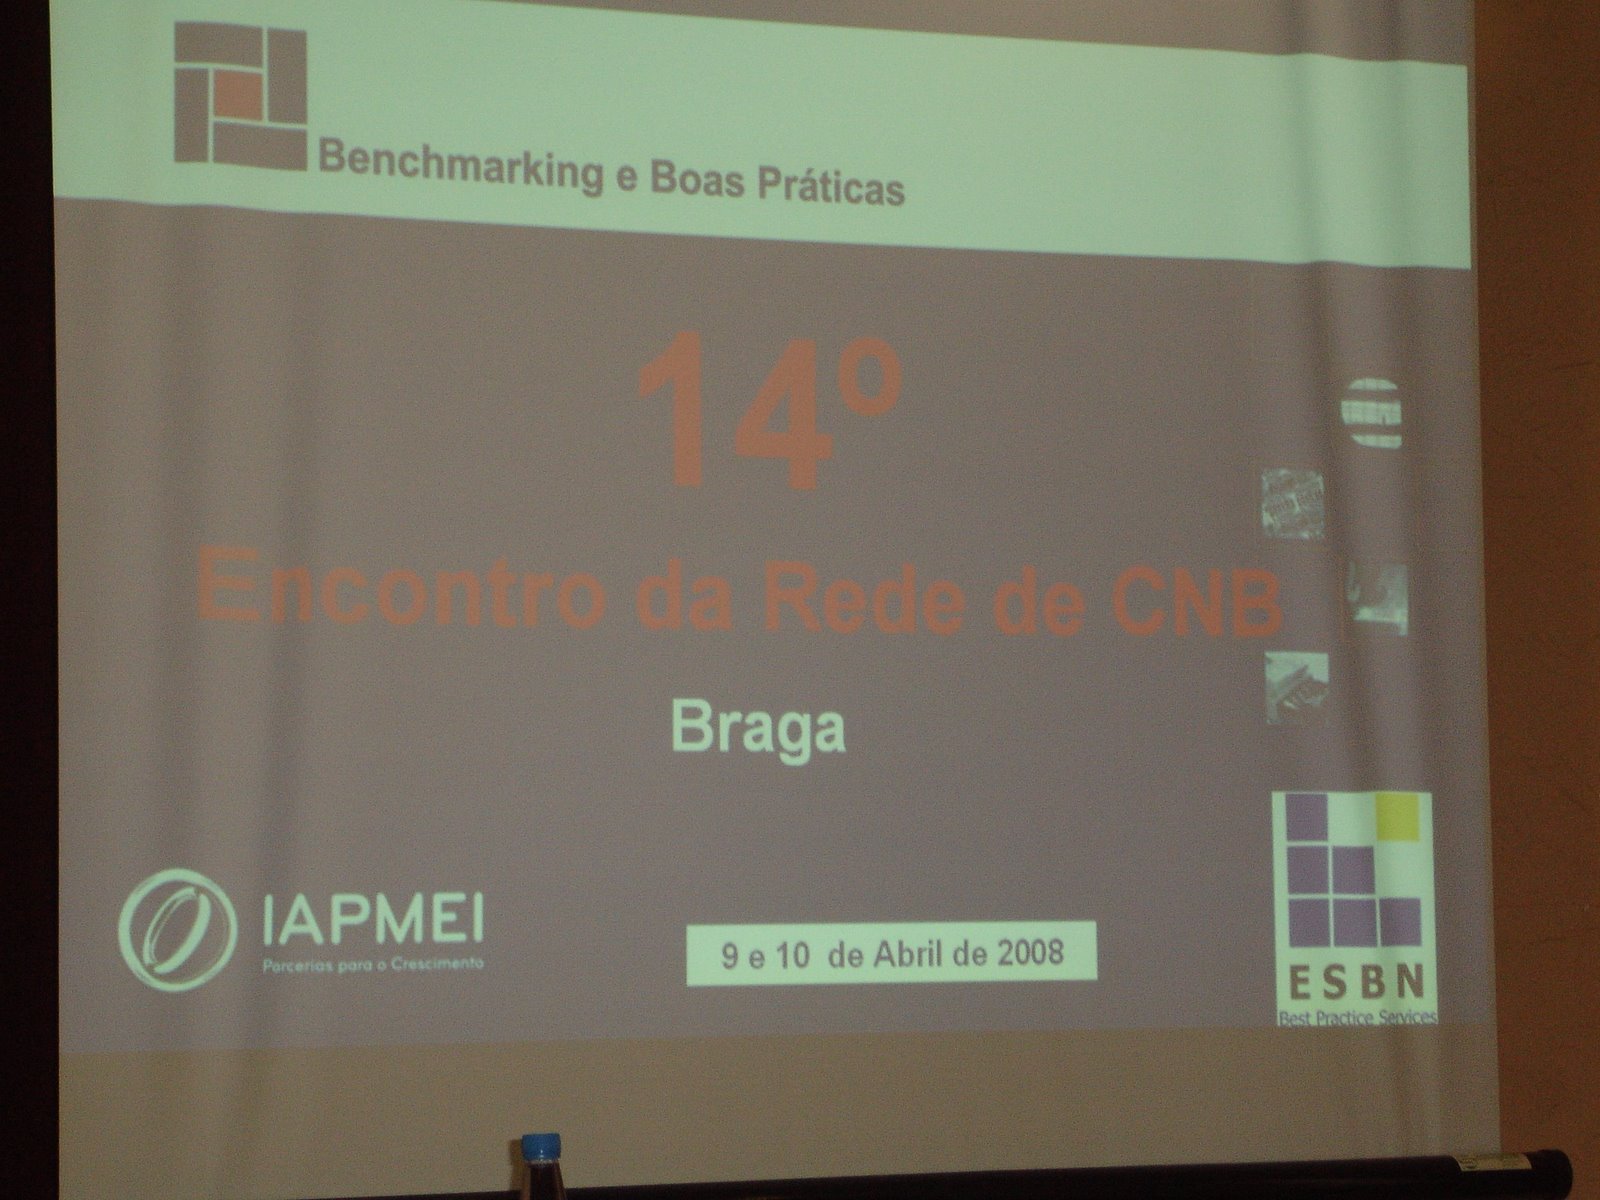 Benchmarking e Boas Práticas
14º
Encontro da Rede de CNB
Braga
IAPMEI
Parcerias para o Crescimento
9 e 10 de Abril de 2008
ESBN
Best Practice Services